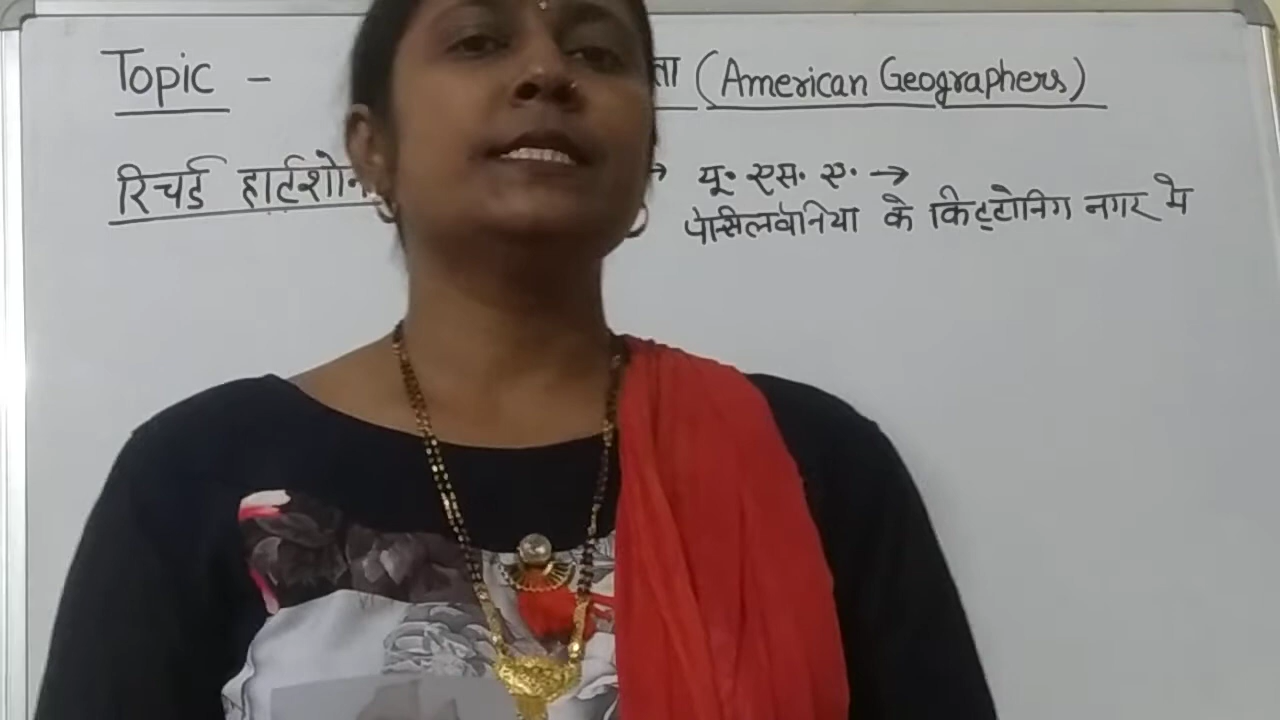 Topic - ता (American Geographers)
रिचर्ड हार्टशोन → यू॰ एस॰ ए॰ →
पेंसिलवेनिया के किट्टोनिंग नगर में